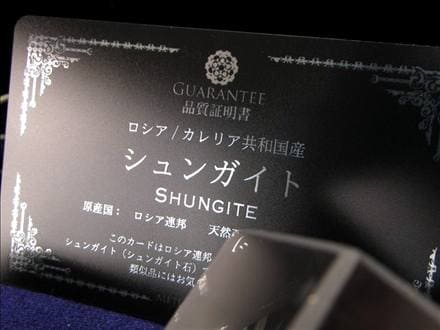 GUARANTEE
品質証明書
ロシア/カレリア共和国産
シュンガイト
SHUNGITE
原産国： ロシア連邦 天然
このカードはロシア連邦
シュンガイト（シュンガイト石）
類似品にはお気